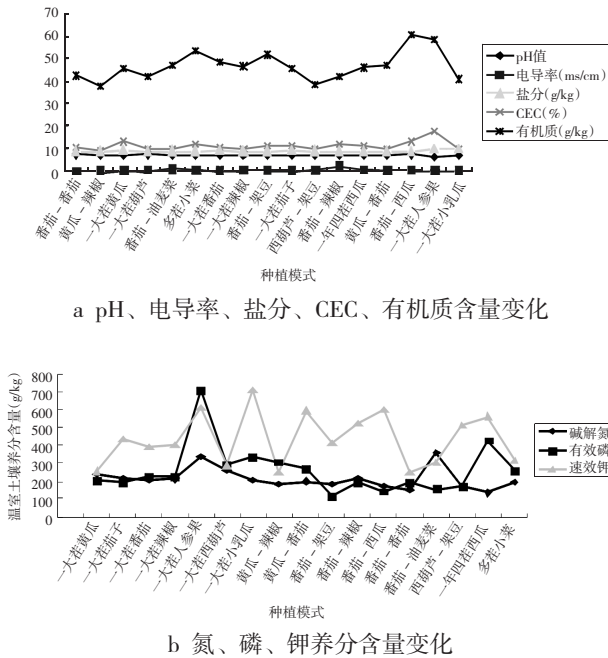 70
60
50
40
30
20
10
0
pH值
电导率(ms/cm)
盐分(g/kg)
CEC(%)
有机质(g/kg)
番茄-番茄
黄瓜-辣椒
一大茬黄瓜
一大茬葫芦
番茄-油麦菜
多茬小菜
一大茬番茄
一大茬辣椒
番茄-架豆
一大茬茄子
西葫芦-架豆
番茄-辣椒
一年四茬西瓜
黄瓜-番茄
番茄-西瓜
一大茬人参果
一大茬小乳瓜
种植模式
a pH、电导率、盐分、CEC、有机质含量变化
温室土壤养分含量(g/kg)
800
700
600
500
400
300
200
100
0
碱解氮
有效磷
速效钾
一大茬黄瓜
一大茬茄子
一大茬番茄
一大茬辣椒
一大茬人参果
一大茬西葫芦
一大茬小乳瓜
黄瓜-辣椒
黄瓜-番茄
番茄-架豆
番茄-辣椒
番茄-西瓜
番茄-番茄
番茄-油麦菜
西葫芦-架豆
一年四茬西瓜
多茬小菜
种植模式
b 氮、磷、钾养分含量变化